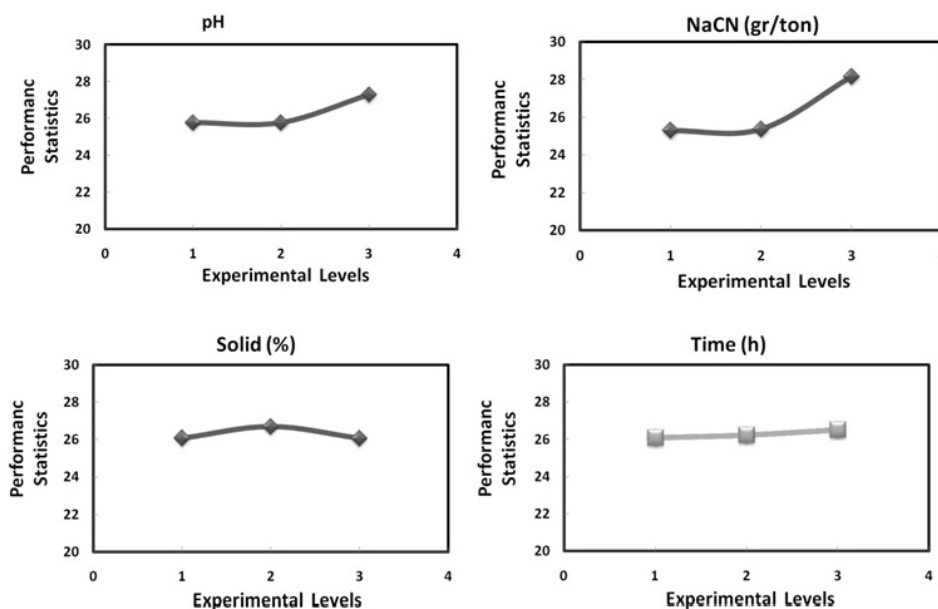 pH
30
28
26
24
22
20
0
1
2
3
4
Performanc
Statistics
Experimental Levels
NaCN (gr/ton)
30
28
26
24
22
20
0
1
2
3
Performanc
Statistics
Experimental Levels
Solid (%)
30
28
26
24
22
20
0
1
2
3
4
Performanc
Statistics
Experimental Levels
Time (h)
30
28
26
24
22
20
0
1
2
3
4
Performanc
Statistics
Experimental Levels